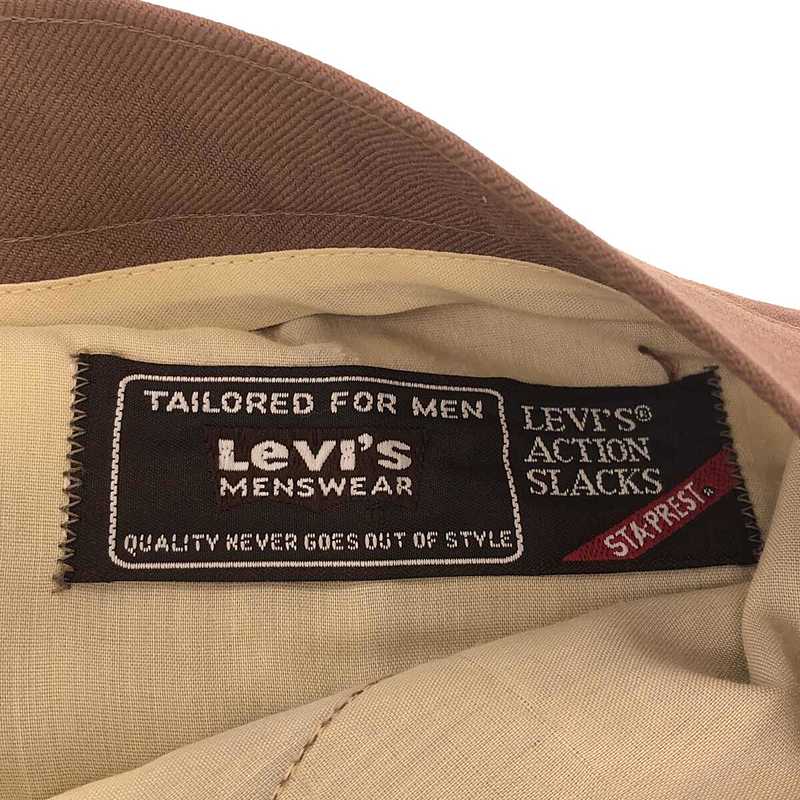 TAILORED FOR MEN
LEVI'S
MENSWEAR
QUALITY NEVER GOES OUT OF STYLE
LEVI'S®
ACTION
SLACKS
STA-PREST®